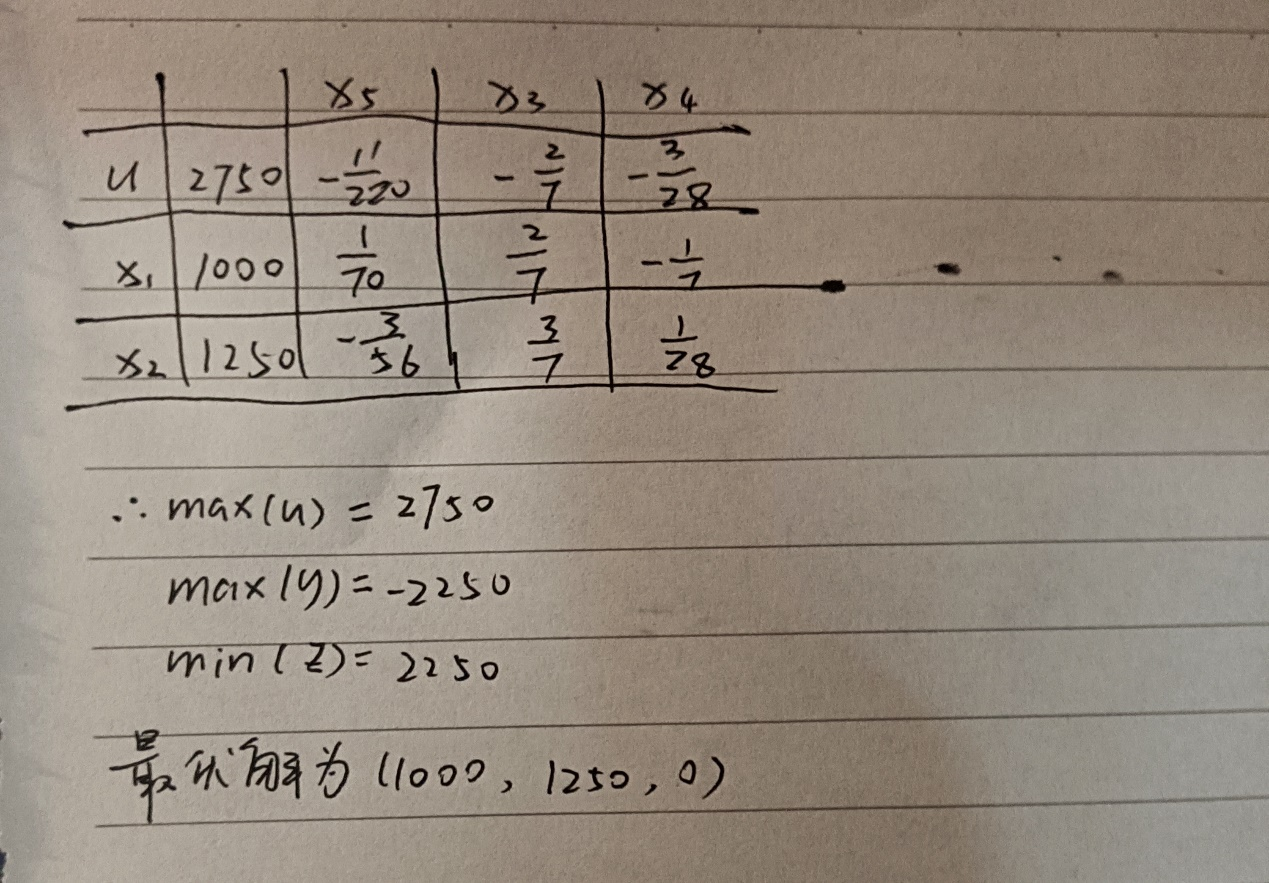 x5 x3 x4
u 2750 -11/220 -2/7 -3/28
x1 1000 1/70 2/7 -1/7
x2 1250 -3/56 3/7 1/28
∴ max(u) = 2750
max(y) = -2250
min(z) = 2250
最优解为 (1000, 1250, 0)